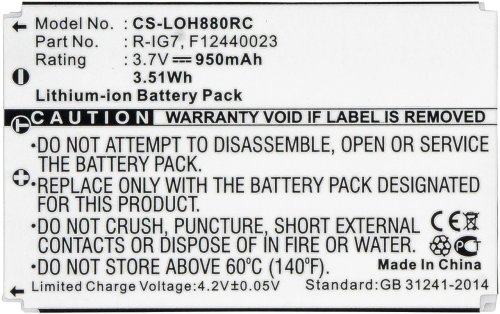 Model No. : CS-LOH880RC
Part No. : R-IG7, F12440023
Rating : 3.7V⎓950mAh
3.51Wh
Lithium-ion Battery Pack
CAUTION WARRANTY VOID IF LABEL IS REMOVED
•DO NOT ATTEMPT TO DISASSEMBLE, OPEN OR SERVICE
THE BATTERY PACK.
•REPLACE ONLY WITH THE BATTERY PACK DESIGNATED
FOR THIS PRODUCT.
•DO NOT CRUSH, PUNCTURE, SHORT EXTERNAL
CONTACTS OR DISPOSE OF IN FIRE OR WATER.
•DO NOT STORE ABOVE 60℃ (140℉).
CE
PG
Made In China
Limited Charge Voltage: 4.2V±0.05V Standard: GB 31241-2014